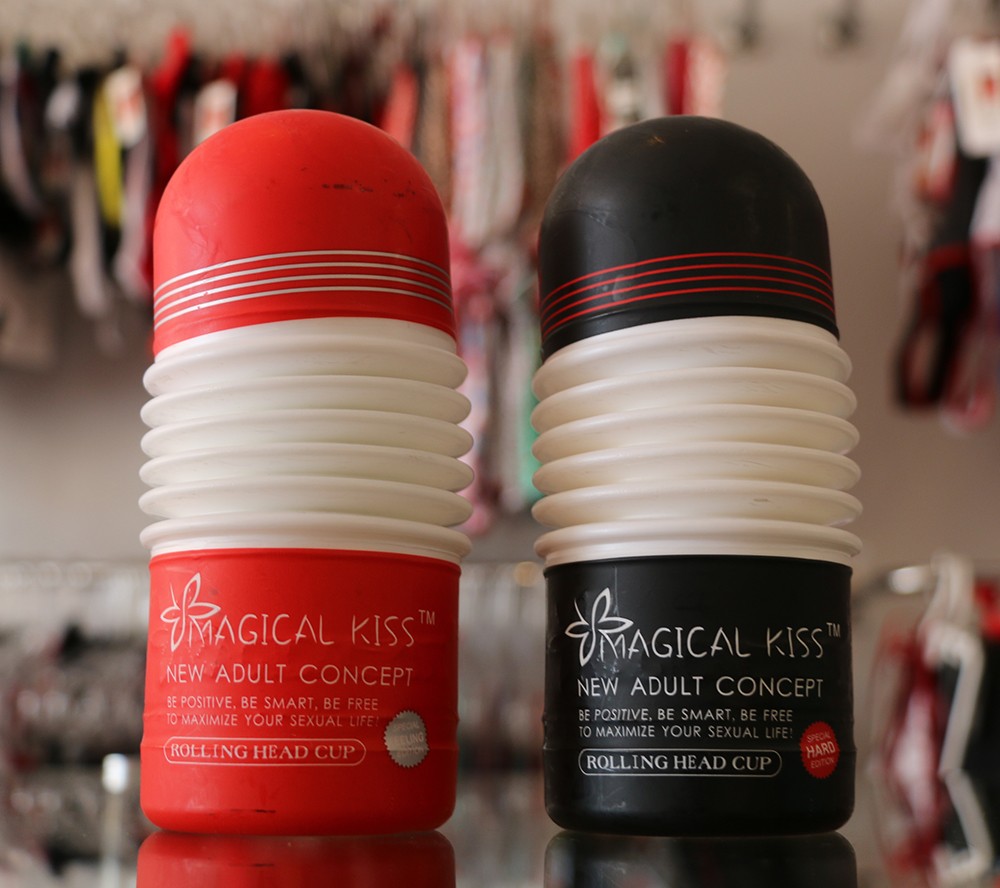 MAGICAL KISS™
NEW ADULT CONCEPT
BE POSITIVE, BE SMART, BE FREE
TO MAXIMIZE YOUR SEXUAL LIFE!
ROLLING HEAD CUP
MAGICAL KISS™
NEW ADULT CONCEPT
BE POSITIVE, BE SMART, BE FREE
TO MAXIMIZE YOUR SEXUAL LIFE!
ROLLING HEAD CUP
SPECIAL
HARD
EDITION